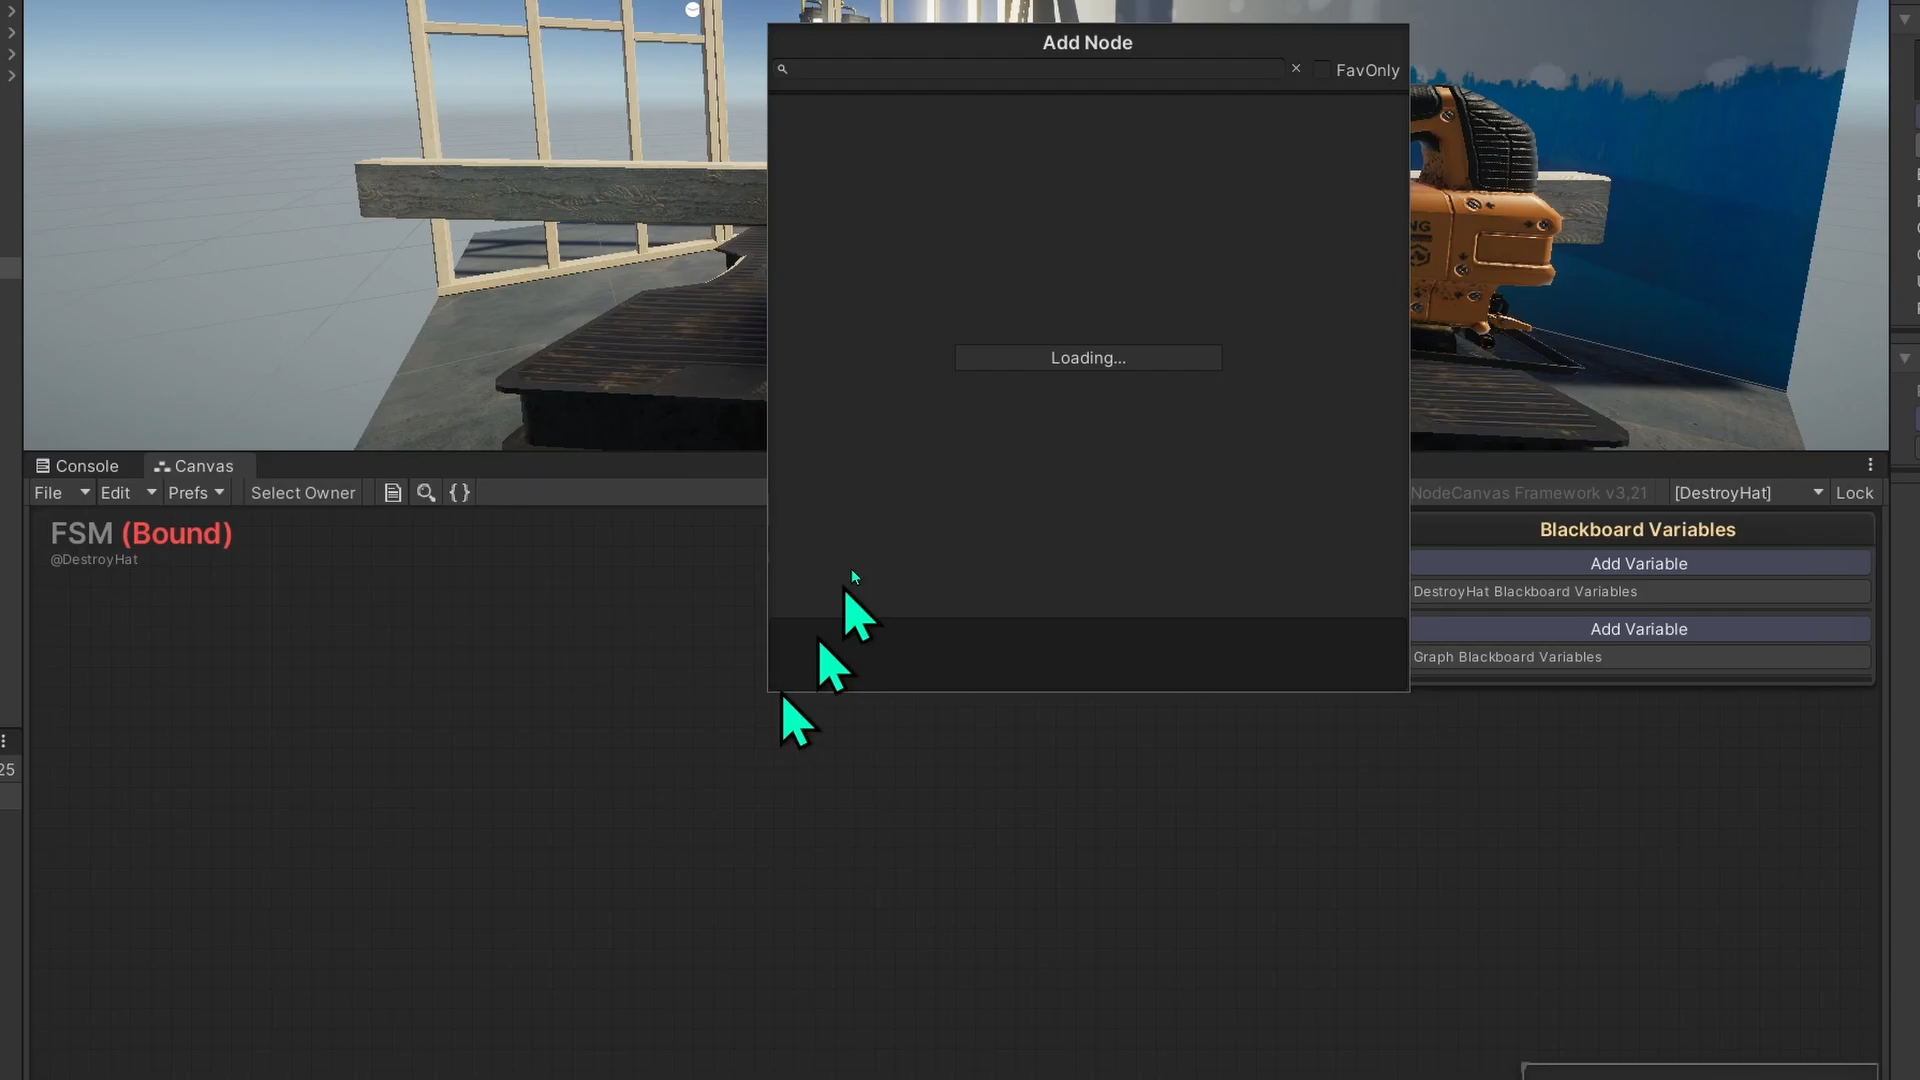 Add Node
FavOnly
NG
Loading...
Console
Canvas
File
Edit
Prefs
Select Owner
{}
NodeCanvas Framework v3,21
[DestroyHat]
Lock
FSM (Bound)
@DestroyHat
Blackboard Variables
Add Variable
DestroyHat Blackboard Variables
Add Variable
Graph Blackboard Variables
25